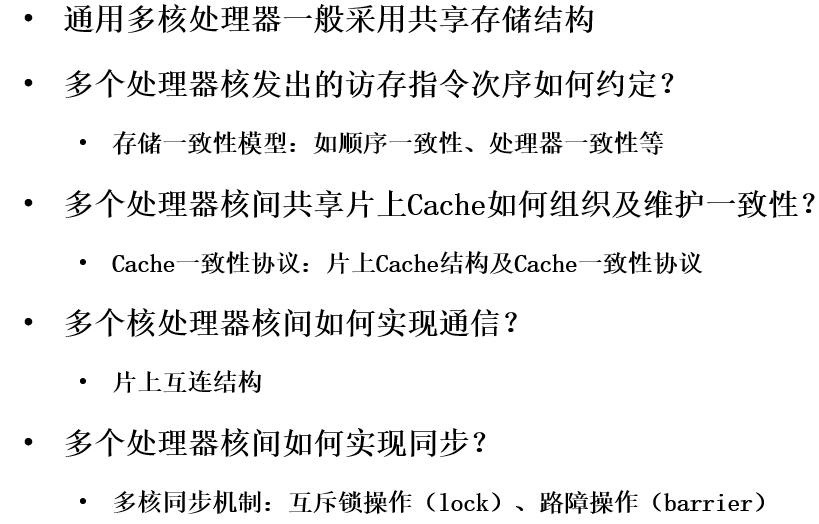 • 通用多核处理器一般采用共享存储结构
• 多个处理器核发出的访存指令次序如何约定？
• 存储一致性模型：如顺序一致性、处理器一致性等
• 多个处理器核间共享片上Cache如何组织及维护一致性？
• Cache一致性协议：片上Cache结构及Cache一致性协议
• 多个核处理器核间如何实现通信？
• 片上互连结构
• 多个处理器核间如何实现同步？
• 多核同步机制：互斥锁操作（lock）、路障操作（barrier）